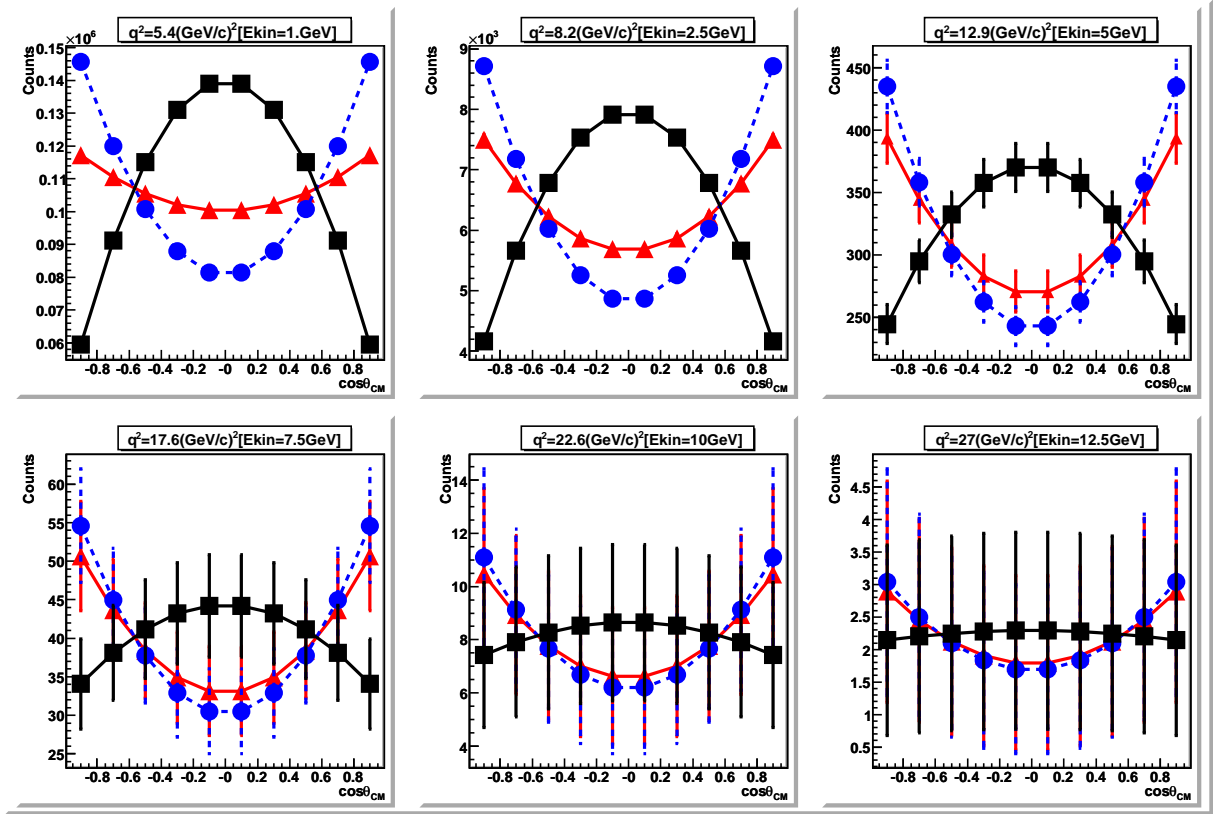 q²=5.4(GeV/c)²[Ekin=1.GeV]
×10⁶
Counts
0.15
0.14
0.13
0.12
0.11
0.1
0.09
0.08
0.07
0.06
-0.8 -0.6 -0.4 -0.2 -0 0.2 0.4 0.6 0.8
cosθCM
q²=8.2(GeV/c)²[Ekin=2.5GeV]
×10³
Counts
9
8
7
6
5
4
-0.8 -0.6 -0.4 -0.2 -0 0.2 0.4 0.6 0.8
cosθCM
q²=12.9(GeV/c)²[Ekin=5GeV]
Counts
450
400
350
300
250
-0.8 -0.6 -0.4 -0.2 -0 0.2 0.4 0.6 0.8
cosθCM
q²=17.6(GeV/c)²[Ekin=7.5GeV]
Counts
60
55
50
45
40
35
30
25
-0.8 -0.6 -0.4 -0.2 -0 0.2 0.4 0.6 0.8
cosθCM
q²=22.6(GeV/c)²[Ekin=10GeV]
Counts
14
12
10
8
6
4
-0.8 -0.6 -0.4 -0.2 -0 0.2 0.4 0.6 0.8
cosθCM
q²=27(GeV/c)²[Ekin=12.5GeV]
Counts
4.5
4
3.5
3
2.5
2
1.5
1
0.5
-0.8 -0.6 -0.4 -0.2 -0 0.2 0.4 0.6 0.8
cosθCM